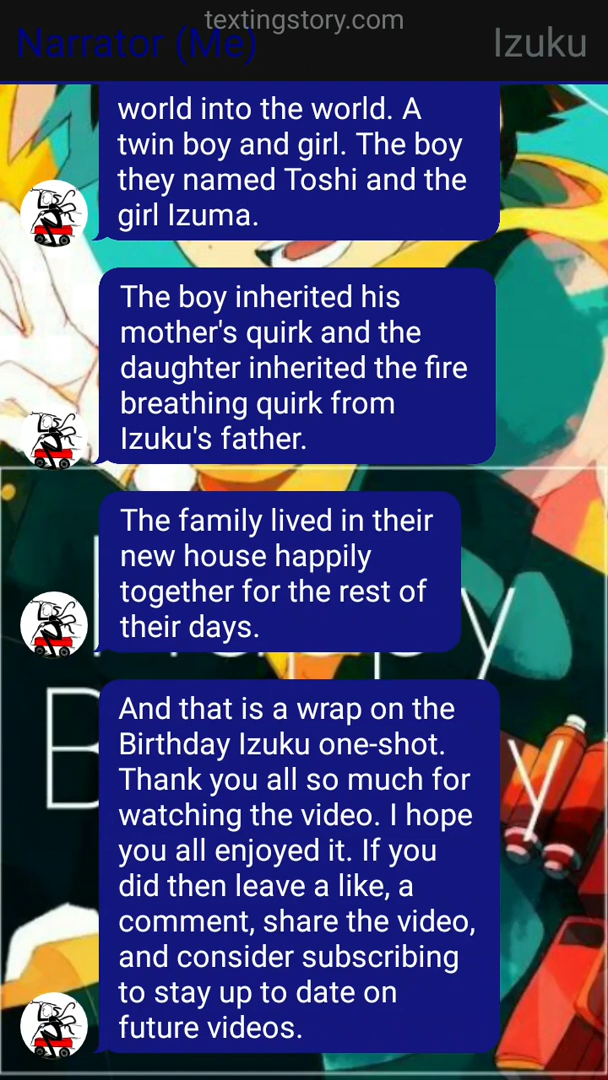 textingstory.com
Narrator (Me)
Izuku
world into the world. A
twin boy and girl. The boy
they named Toshi and the
girl Izuma.
The boy inherited his
mother's quirk and the
daughter inherited the fire
breathing quirk from
Izuku's father.
The family lived in their
new house happily
together for the rest of
their days.
And that is a wrap on the
Birthday Izuku one-shot.
Thank you all so much for
watching the video. I hope
you all enjoyed it. If you
did then leave a like, a
comment, share the video,
and consider subscribing
to stay up to date on
future videos.